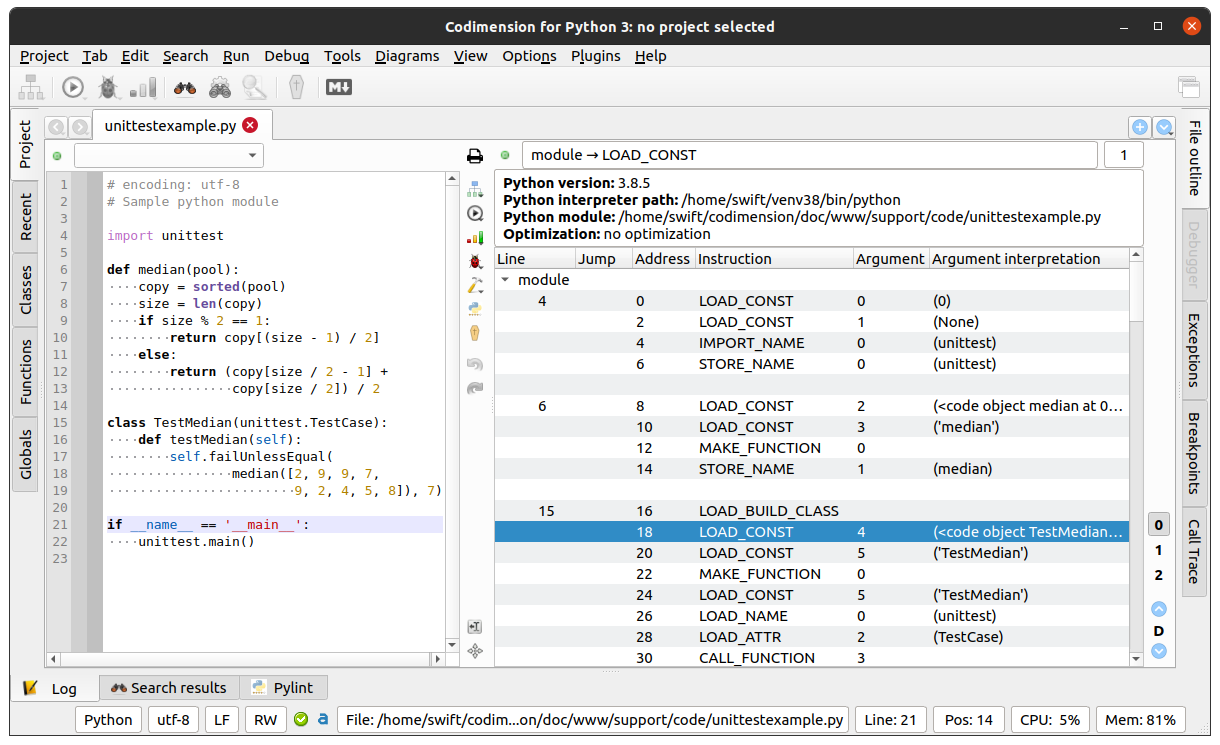 Codimension for Python 3: no project selected
Project Tab Edit Search Run Debug Tools Diagrams View Options Plugins Help
M
Project
Recent
Classes
Functions
Globals
unittestexample.py
1 # encoding: utf-8
2 # Sample python module
3
4 import unittest
5
6 def median(pool):
7 ····copy = sorted(pool)
8 ····size = len(copy)
9 ····if size % 2 == 1:
10 ········return copy[(size - 1) / 2]
11 ····else:
12 ········return (copy[size / 2 - 1] +
13 ················copy[size / 2]) / 2
14
15 class TestMedian(unittest.TestCase):
16 ····def testMedian(self):
17 ········self.failUnlessEqual(
18 ················median([2, 9, 9, 7,
19 ························9, 2, 4, 5, 8]), 7)
20
21 if __name__ == '__main__':
22 ····unittest.main()
23
module → LOAD_CONST
1
Python version: 3.8.5
Python interpreter path: /home/swift/venv38/bin/python
Python module: /home/swift/codimension/doc/www/support/code/unittestexample.py
Optimization: no optimization
Line Jump Address Instruction Argument Argument interpretation
module
4 0 LOAD_CONST 0 (0)
2 LOAD_CONST 1 (None)
4 IMPORT_NAME 0 (unittest)
6 STORE_NAME 0 (unittest)
6 8 LOAD_CONST 2 (<code object median at 0...
10 LOAD_CONST 3 ('median')
12 MAKE_FUNCTION 0
14 STORE_NAME 1 (median)
15 16 LOAD_BUILD_CLASS
18 LOAD_CONST 4 (<code object TestMedian...
20 LOAD_CONST 5 ('TestMedian')
22 MAKE_FUNCTION 0
24 LOAD_CONST 5 ('TestMedian')
26 LOAD_NAME 0 (unittest)
28 LOAD_ATTR 2 (TestCase)
30 CALL_FUNCTION 3
0
1
2
D
File outline
Debugger
Exceptions
Breakpoints
Call Trace
Log Search results Pylint
Python utf-8 LF RW a File: /home/swift/codim...on/doc/www/support/code/unittestexample.py Line: 21 Pos: 14 CPU: 5% Mem: 81%